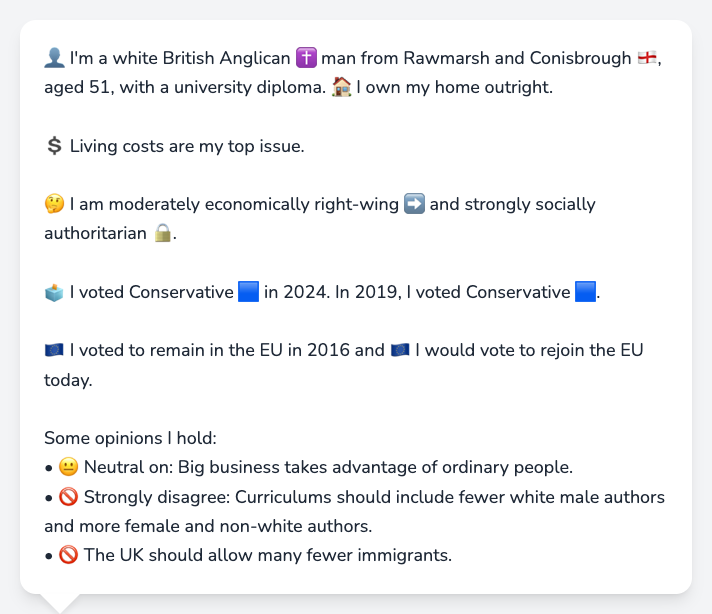 👤 I'm a white British Anglican ✝️ man from Rawmarsh and Conisbrough 🏴󠁧󠁢󠁥󠁮󠁧󠁿,
aged 51, with a university diploma. 🏠 I own my home outright.
💲 Living costs are my top issue.
🤔 I am moderately economically right-wing ➡️ and strongly socially
authoritarian 🔒.
🗳️ I voted Conservative 🟦 in 2024. In 2019, I voted Conservative 🟦.
🇪🇺 I voted to remain in the EU in 2016 and 🇪🇺 I would vote to rejoin the EU
today.
Some opinions I hold:
• 😐 Neutral on: Big business takes advantage of ordinary people.
• 🚫 Strongly disagree: Curriculums should include fewer white male authors
and more female and non-white authors.
• 🚫 The UK should allow many fewer immigrants.